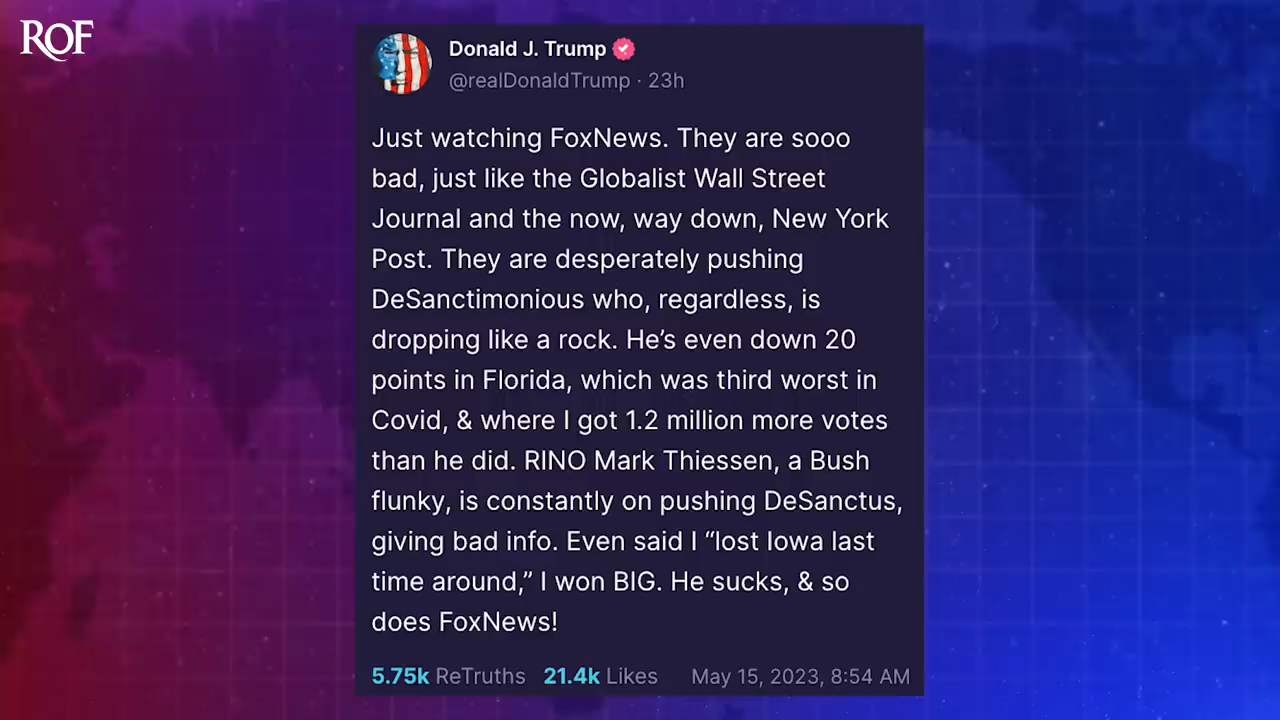 ROF
Donald J. Trump
@realDonaldTrump · 23h
Just watching FoxNews. They are sooo
bad, just like the Globalist Wall Street
Journal and the now, way down, New York
Post. They are desperately pushing
DeSanctimonious who, regardless, is
dropping like a rock. He’s even down 20
points in Florida, which was third worst in
Covid, & where I got 1.2 million more votes
than he did. RINO Mark Thiessen, a Bush
flunky, is constantly on pushing DeSanctus,
giving bad info. Even said I “lost Iowa last
time around,” I won BIG. He sucks, & so
does FoxNews!
5.75k ReTruths 21.4k Likes May 15, 2023, 8:54 AM